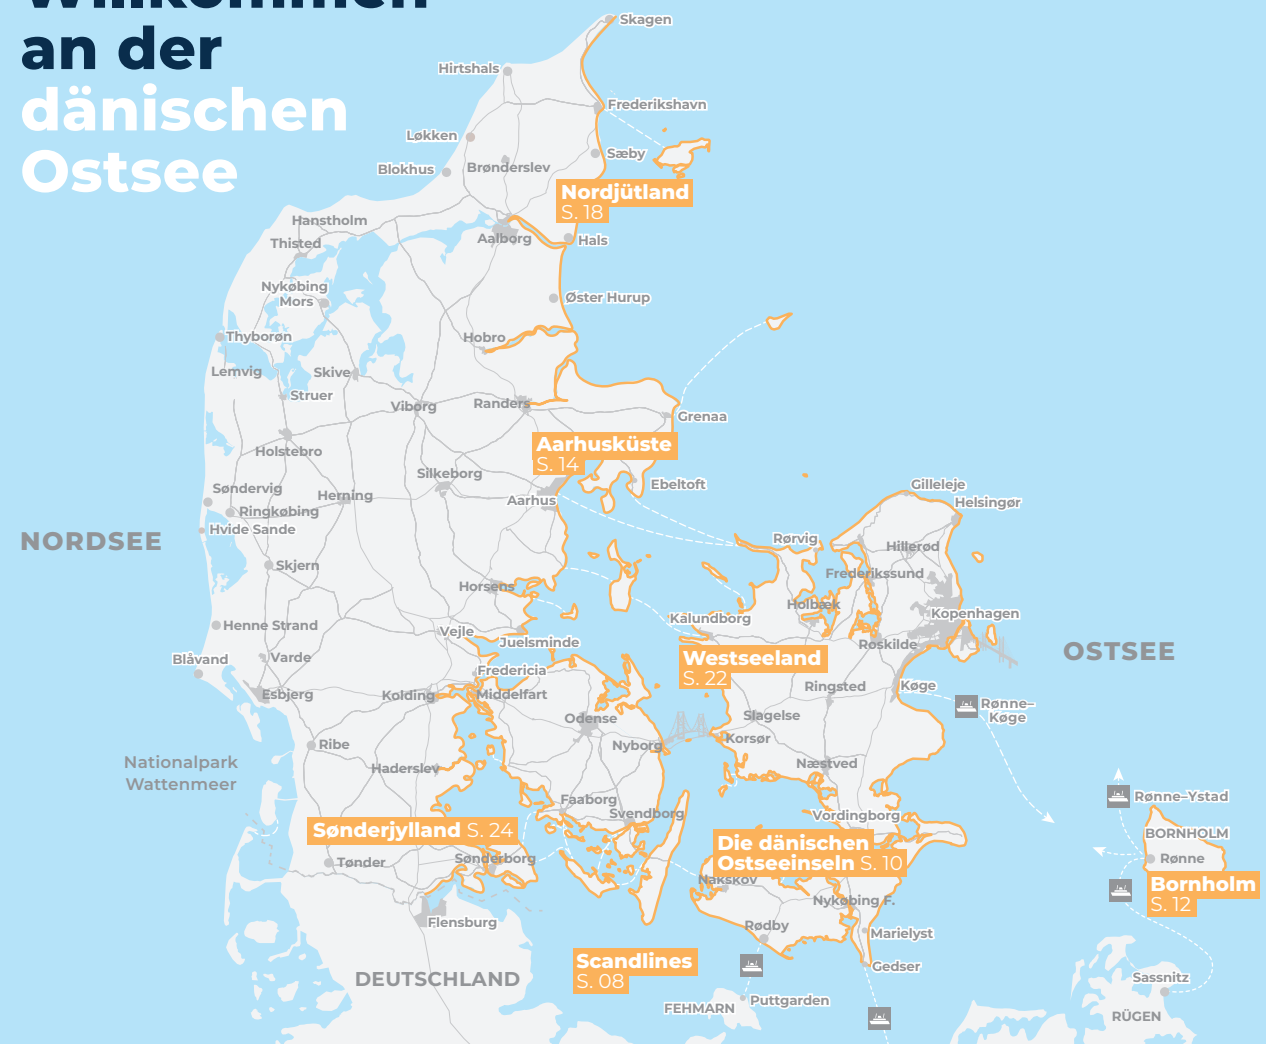 Willkommen
an der
dänischen
Ostsee
Skagen
Hirtshals
Frederikshavn
Løkken
Sæby
Blokhus
Brønderslev
Nordjütland
S. 18
Hanstholm
Thisted
Aalborg
Hals
Nykøbing
Mors
Øster Hurup
Thyborøn
Hobro
Lemvig
Skive
Struer
Viborg
Randers
Grenaa
Aarhusküste
S. 14
Holstebro
Silkeborg
Ebeltoft
Gilleleje
Søndervig
Herning
Aarhus
Helsingør
Ringkøbing
Hvide Sande
NORDSEE
Rørvig
Hillerød
Skjern
Frederikssund
Horsens
Holbæk
Kopenhagen
Kalundborg
Henne Strand
Vejle
Juelsminde
Roskilde
OSTSEE
Blåvand
Varde
Westseeland
S. 22
Fredericia
Esbjerg
Kolding
Middelfart
Ringsted
Køge
Rønne–
Køge
Odense
Slagelse
Ribe
Nyborg
Korsør
Nationalpark
Wattenmeer
Haderslev
Næstved
Rønne–Ystad
Faaborg
Svendborg
Vordingborg
Sønderjylland S. 24
BORNHOLM
Die dänischen
Ostseeinseln S. 10
Tønder
Sønderborg
Rønne
Nakskov
Bornholm
S. 12
Nykøbing F.
Flensburg
Rødby
Marielyst
Scandlines
S. 08
Gedser
DEUTSCHLAND
Sassnitz
Puttgarden
FEHMARN
RÜGEN